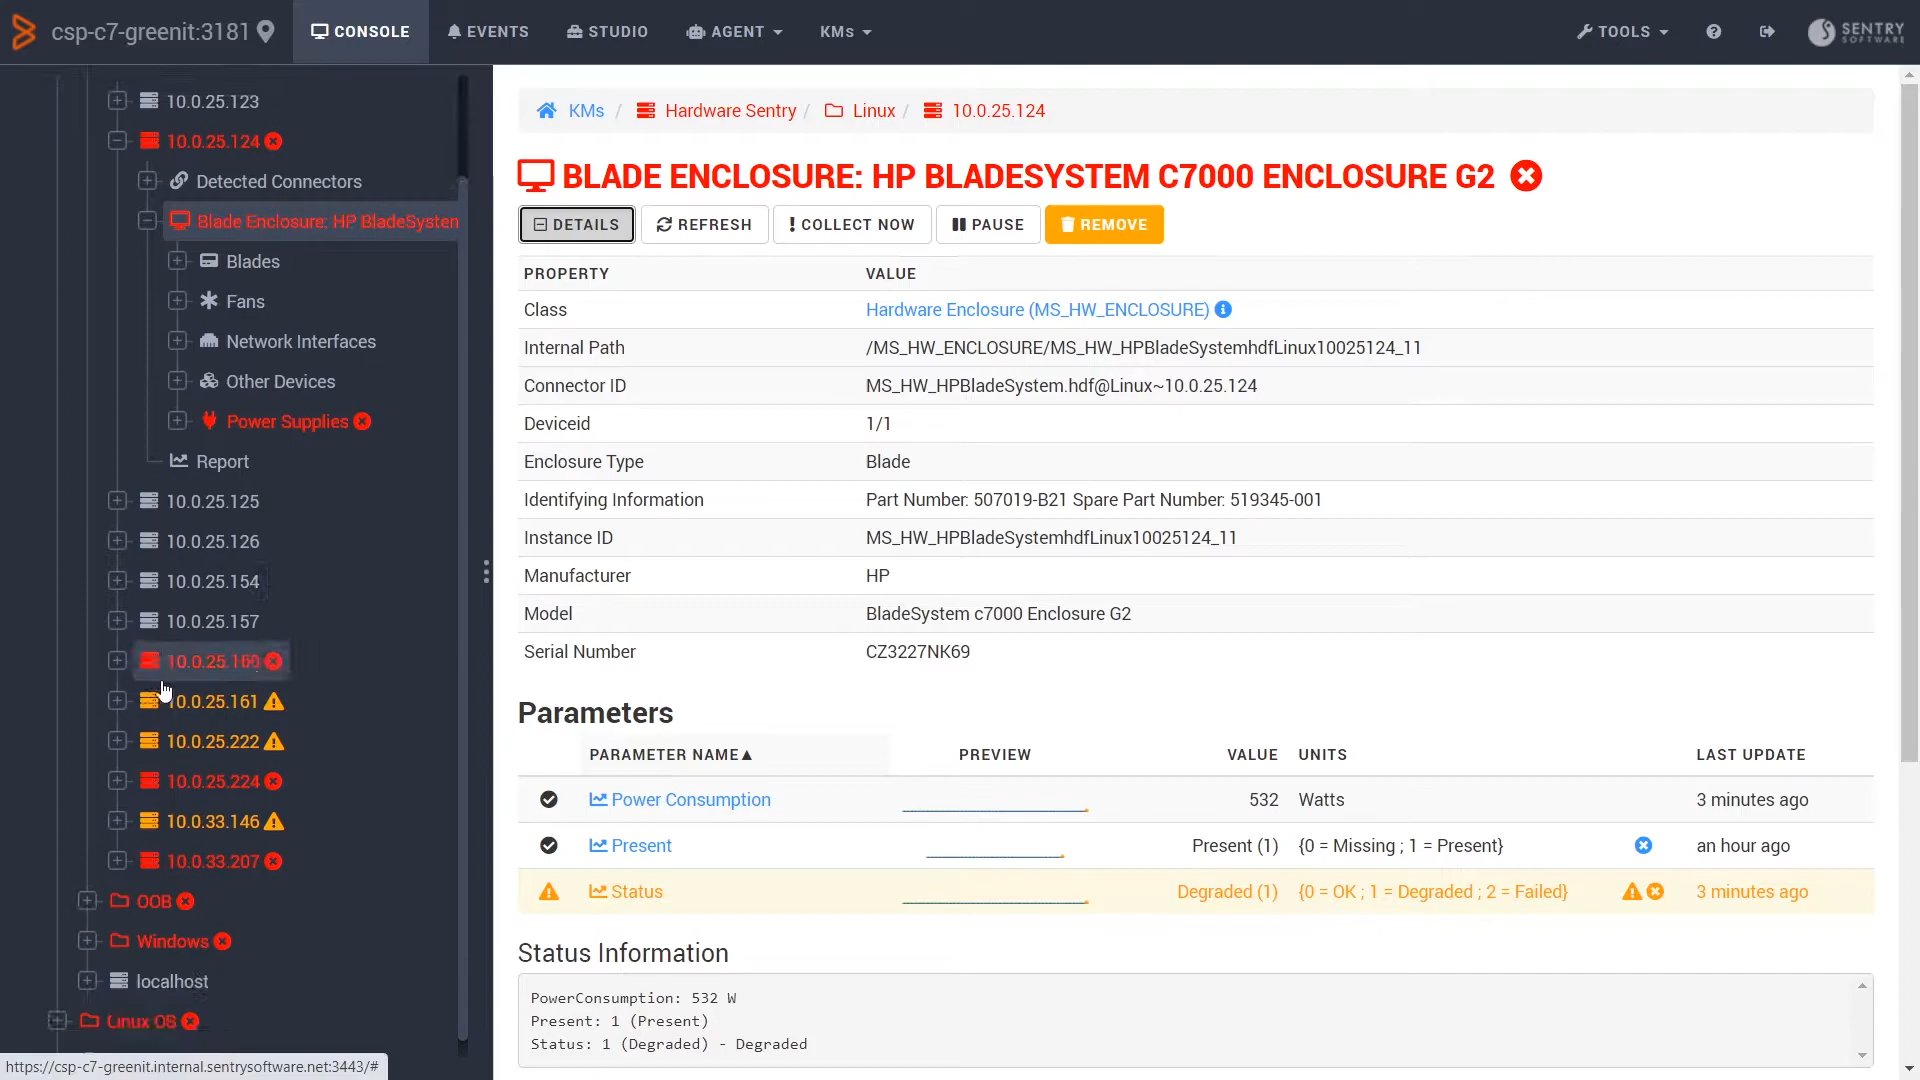 csp-c7-greenit:3181
CONSOLE
EVENTS
STUDIO
AGENT
KMs
TOOLS
SENTRY
SOFTWARE
10.0.25.123
10.0.25.124
Detected Connectors
Blade Enclosure: HP BladeSysten
Blades
Fans
Network Interfaces
Other Devices
Power Supplies
Report
10.0.25.125
10.0.25.126
10.0.25.154
10.0.25.157
10.0.25.160
10.0.25.161
10.0.25.222
10.0.25.224
10.0.33.146
10.0.33.207
OOB
Windows
localhost
Linux OS
https://csp-c7-greenit.internal.sentrysoftware.net:3443/#
KMs / Hardware Sentry / Linux / 10.0.25.124
BLADE ENCLOSURE: HP BLADESYSTEM C7000 ENCLOSURE G2
DETAILS REFRESH COLLECT NOW PAUSE REMOVE
PROPERTY VALUE
Class Hardware Enclosure (MS_HW_ENCLOSURE)
Internal Path /MS_HW_ENCLOSURE/MS_HW_HPBladeSystemhdfLinux10025124_11
Connector ID MS_HW_HPBladeSystem.hdf@Linux~10.0.25.124
Deviceid 1/1
Enclosure Type Blade
Identifying Information Part Number: 507019-B21 Spare Part Number: 519345-001
Instance ID MS_HW_HPBladeSystemhdfLinux10025124_11
Manufacturer HP
Model BladeSystem c7000 Enclosure G2
Serial Number CZ3227NK69
Parameters
PARAMETER NAME▲ PREVIEW VALUE UNITS LAST UPDATE
Power Consumption 532 Watts 3 minutes ago
Present Present (1) {0 = Missing ; 1 = Present} an hour ago
Status Degraded (1) {0 = OK ; 1 = Degraded ; 2 = Failed} 3 minutes ago
Status Information
PowerConsumption: 532 W
Present: 1 (Present)
Status: 1 (Degraded) - Degraded